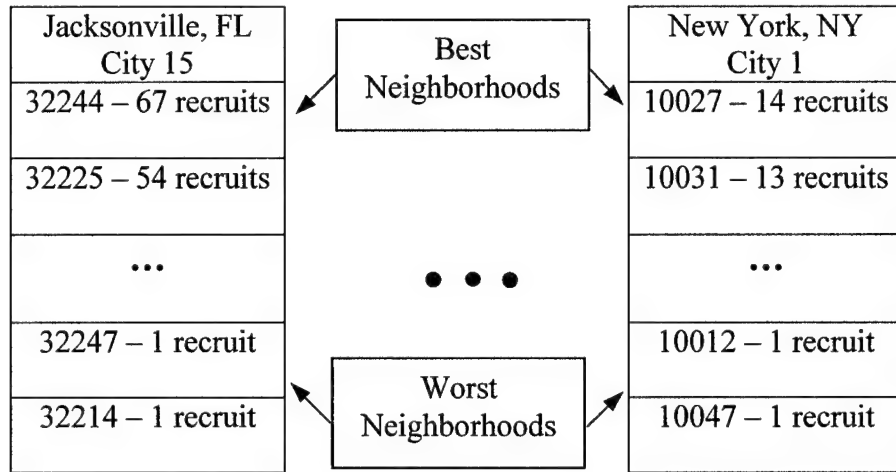 Jacksonville, FL
City 15
32244 – 67 recruits
32225 – 54 recruits
...
32247 – 1 recruit
32214 – 1 recruit
Best
Neighborhoods
• • •
Worst
Neighborhoods
New York, NY
City 1
10027 – 14 recruits
10031 – 13 recruits
...
10012 – 1 recruit
10047 – 1 recruit